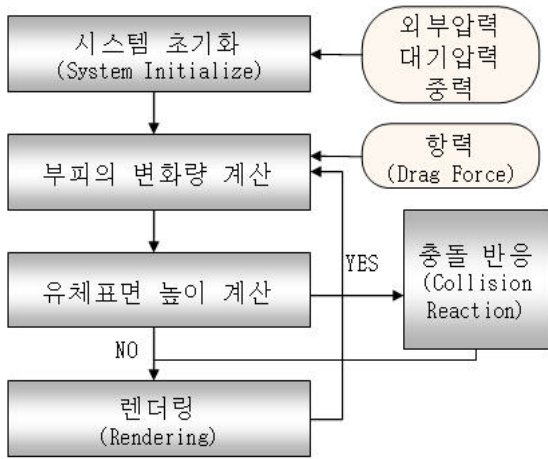 시스템 초기화
(System Initialize)
외부압력
대기압력
중력
부피의 변화량 계산
항력
(Drag Force)
유체표면 높이 계산
YES
충돌 반응
(Collision
Reaction)
NO
렌더링
(Rendering)